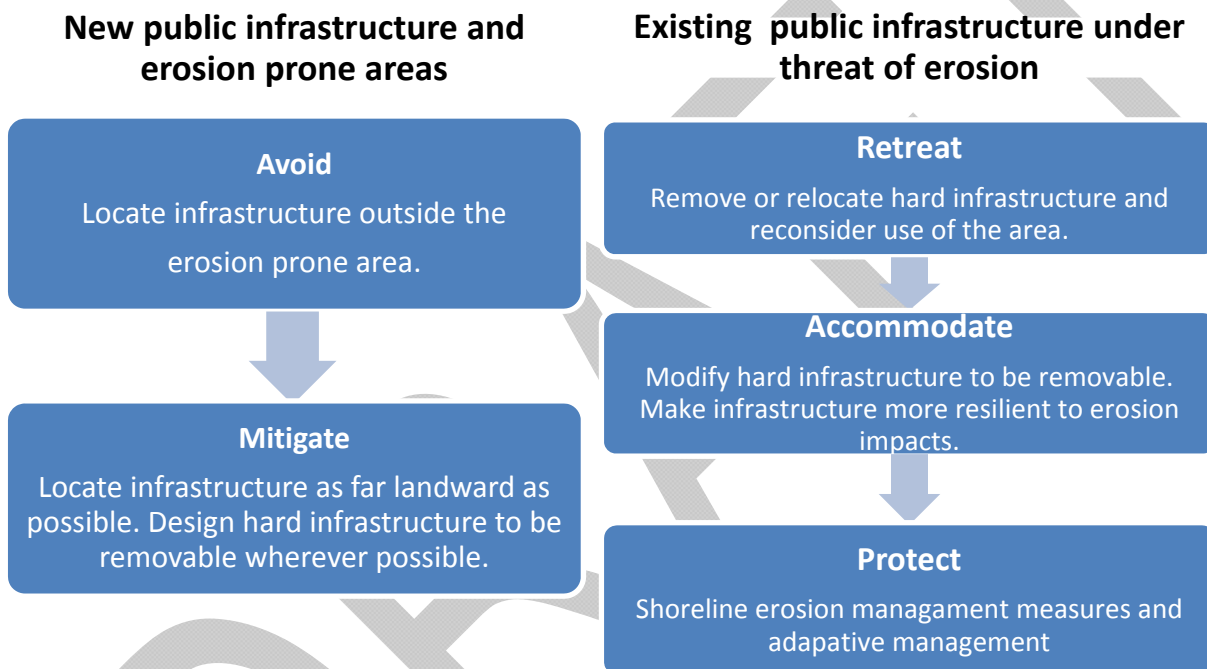 New public infrastructure and
erosion prone areas
Avoid
Locate infrastructure outside the
erosion prone area.
Mitigate
Locate infrastructure as far landward as
possible. Design hard infrastructure to be
removable wherever possible.
Existing public infrastructure under
threat of erosion
Retreat
Remove or relocate hard infrastructure and
reconsider use of the area.
Accommodate
Modify hard infrastructure to be removable.
Make infrastructure more resilient to erosion
impacts.
Protect
Shoreline erosion managament measures and
adapative management